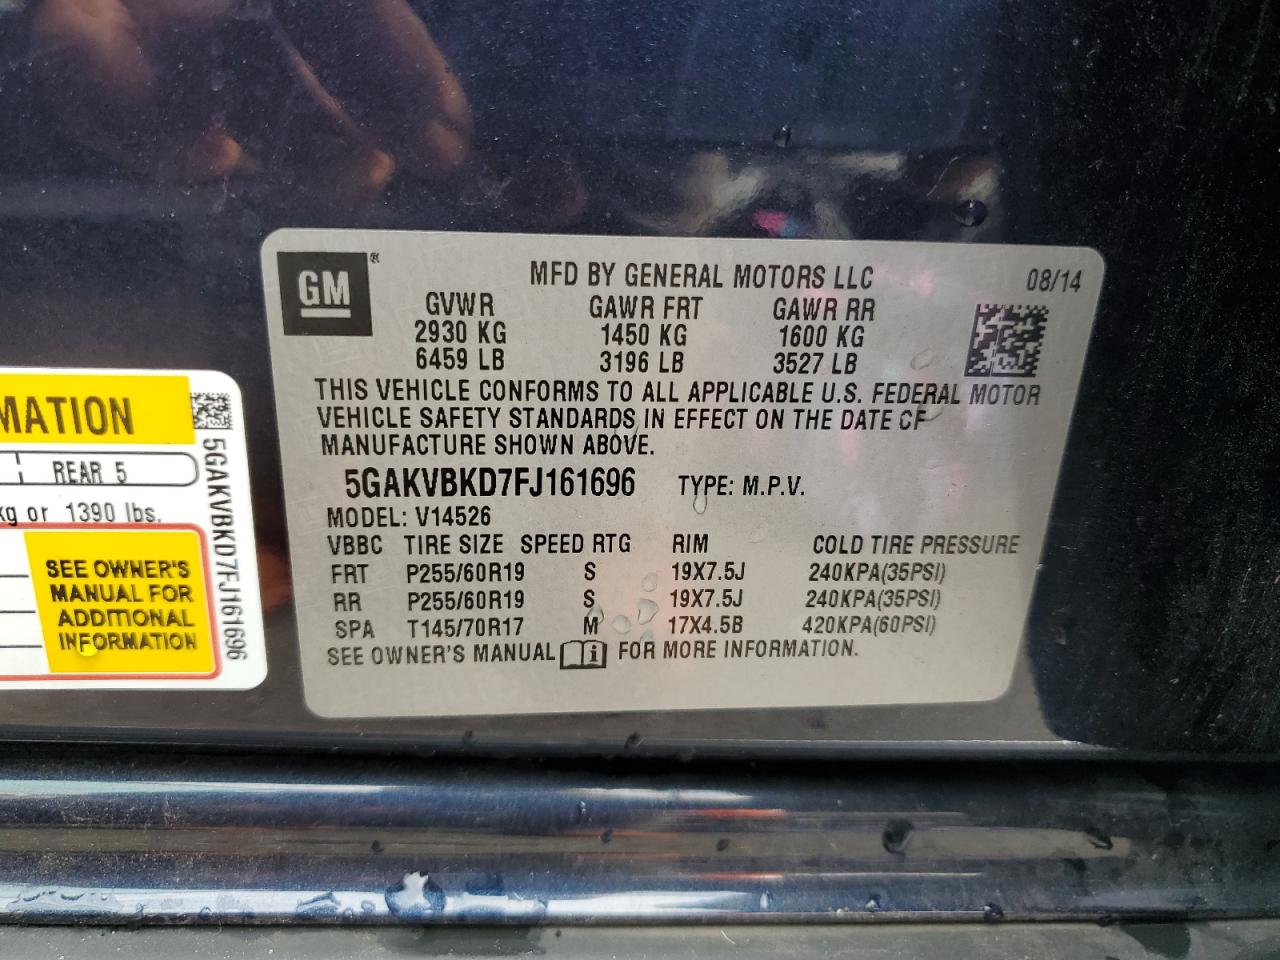 GM ®
MFD BY GENERAL MOTORS LLC 08/14
GVWR GAWR FRT GAWR RR
2930 KG 1450 KG 1600 KG
6459 LB 3196 LB 3527 LB
THIS VEHICLE CONFORMS TO ALL APPLICABLE U.S. FEDERAL MOTOR
VEHICLE SAFETY STANDARDS IN EFFECT ON THE DATE OF
MANUFACTURE SHOWN ABOVE.
5GAKVBKD7FJ161696 TYPE: M.P.V.
MODEL: V14526
VBBC TIRE SIZE SPEED RTG RIM COLD TIRE PRESSURE
FRT P255/60R19 S 19X7.5J 240KPA(35PSI)
RR P255/60R19 S 19X7.5J 240KPA(35PSI)
SPA T145/70R17 M 17X4.5B 420KPA(60PSI)
SEE OWNER'S MANUAL i FOR MORE INFORMATION.
MATION
REAR 5
kg or 1390 lbs.
SEE OWNER'S
MANUAL FOR
ADDITIONAL
INFORMATION
5GAKVBKD7FJ161696